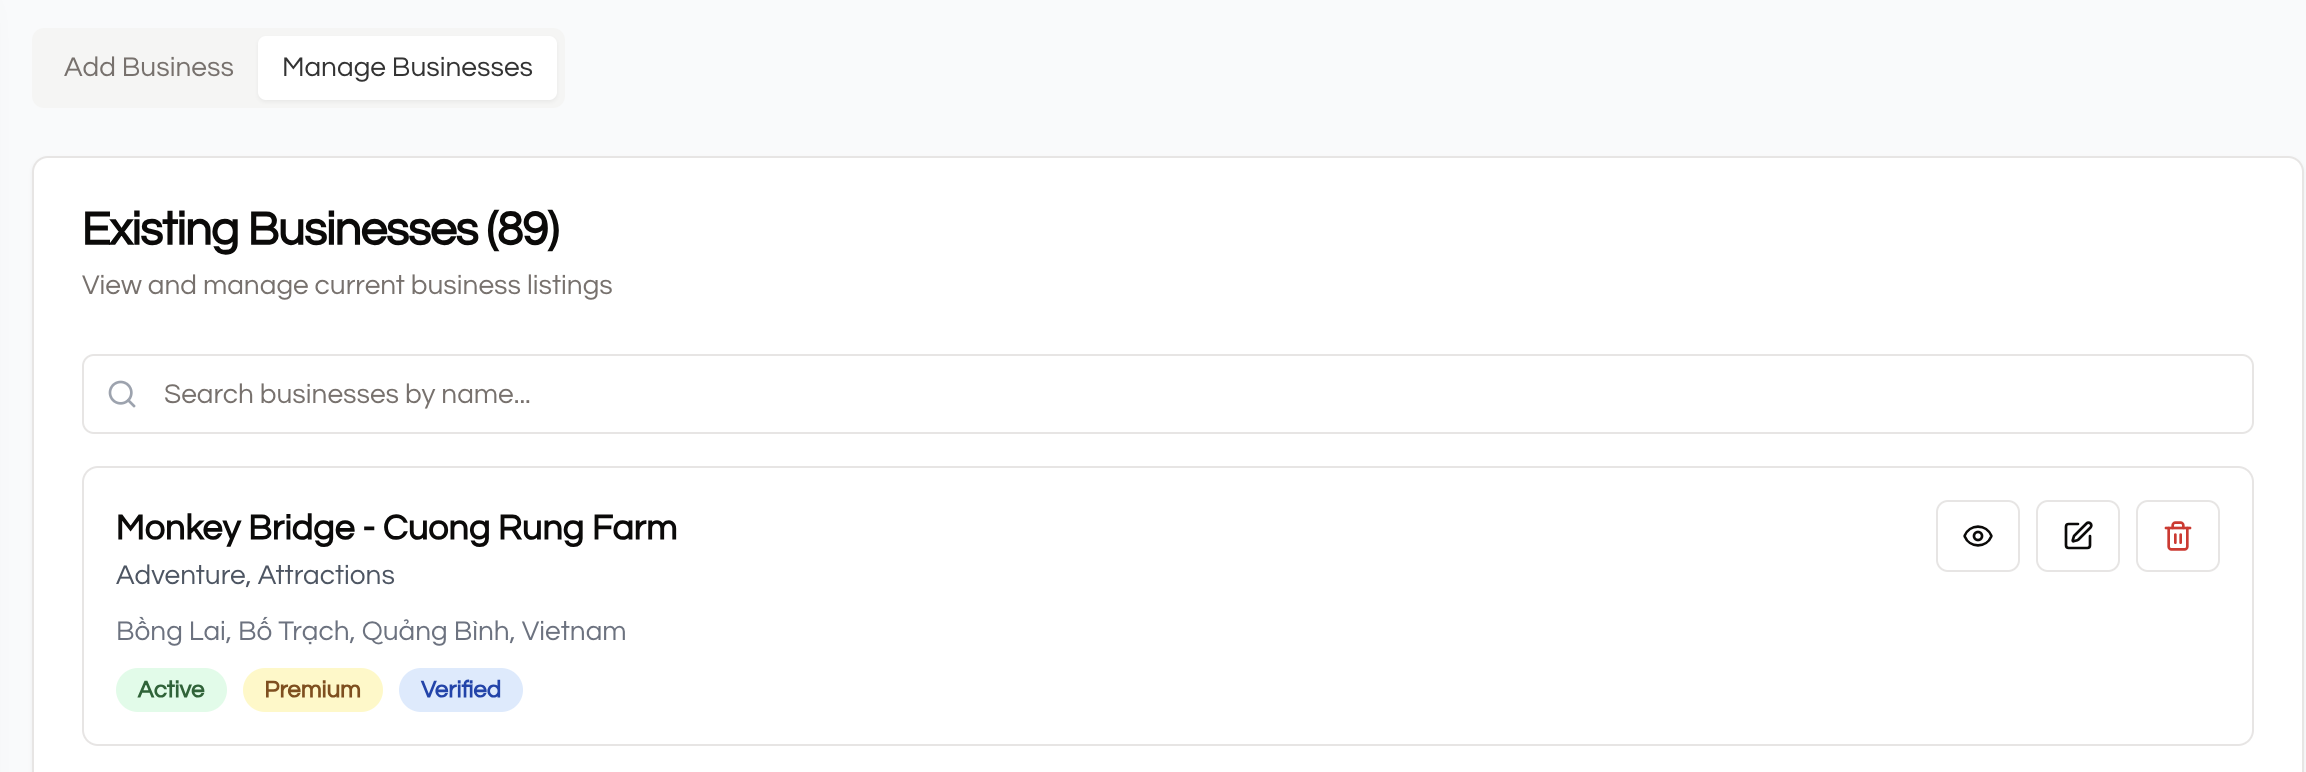 Add Business Manage Businesses
Existing Businesses (89)
View and manage current business listings
Search businesses by name...
Monkey Bridge - Cuong Rung Farm
Adventure, Attractions
Bồng Lai, Bố Trạch, Quảng Bình, Vietnam
Active Premium Verified